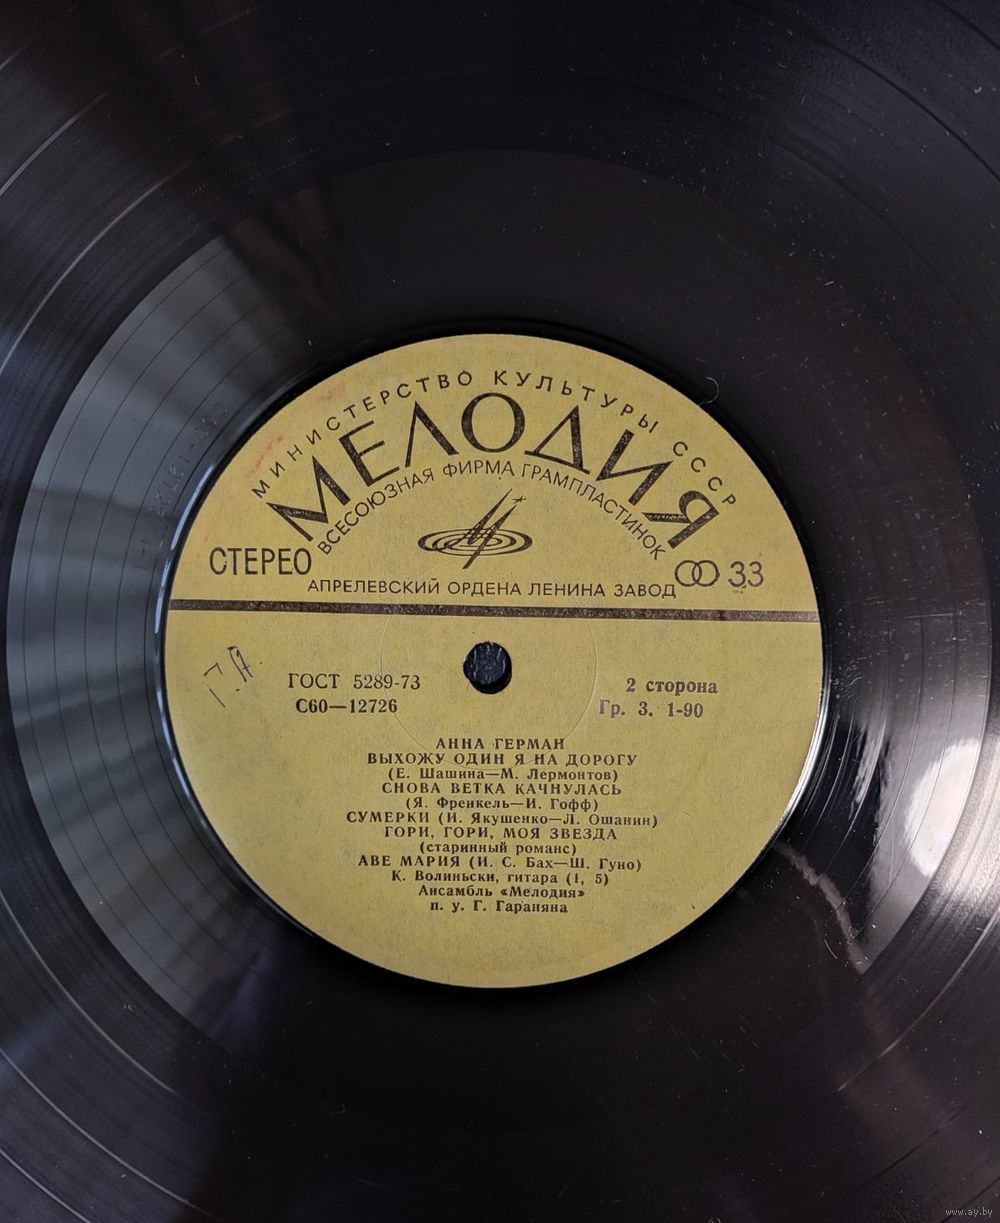 МИНИСТЕРСТВО КУЛЬТУРЫ СССР
МЕЛОДИЯ
ВСЕСОЮЗНАЯ ФИРМА ГРАМПЛАСТИНОК
СТЕРЕО
33
АПРЕЛЕВСКИЙ ОРДЕНА ЛЕНИНА ЗАВОД
Г.А
ГОСТ 5289-73
2 сторона
С60—12726
Гр. 3. 1-90
АННА ГЕРМАН
ВЫХОЖУ ОДИН Я НА ДОРОГУ
(Е. Шашина—М. Лермонтов)
СНОВА ВЕТКА КАЧНУЛАСЬ
(Я. Френкель—И. Гофф)
СУМЕРКИ (И. Якушенко—Л. Ошанин)
ГОРИ, ГОРИ, МОЯ ЗВЕЗДА
(старинный романс)
АВЕ МАРИЯ (И. С. Бах—Ш. Гуно)
К. Волиньски, гитара (1, 5)
Ансамбль «Мелодия»
п. у. Г. Гараняна
www.ay.by